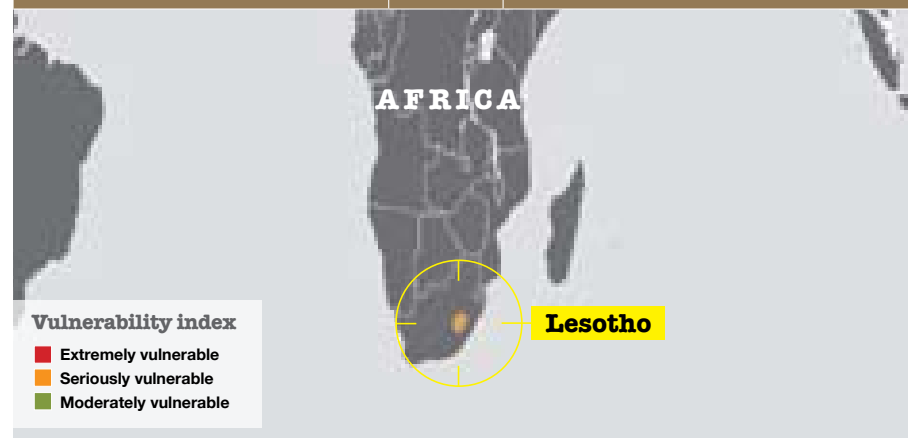 AFRICA
Lesotho
Vulnerability index
Extremely vulnerable
Seriously vulnerable
Moderately vulnerable